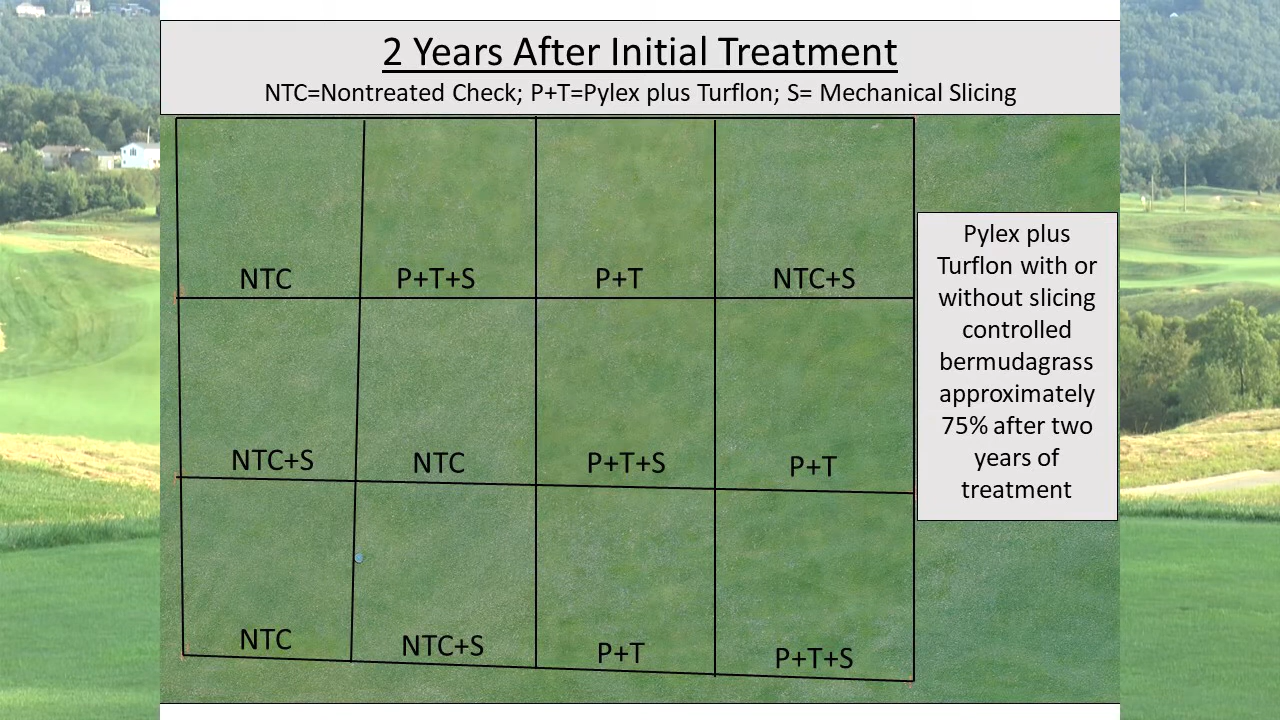 2 Years After Initial Treatment
NTC=Nontreated Check; P+T=Pylex plus Turflon; S= Mechanical Slicing
NTC
P+T+S
P+T
NTC+S
NTC+S
NTC
P+T+S
P+T
NTC
NTC+S
P+T
P+T+S
Pylex plus
Turflon with or
without slicing
controlled
bermudagrass
approximately
75% after two
years of
treatment